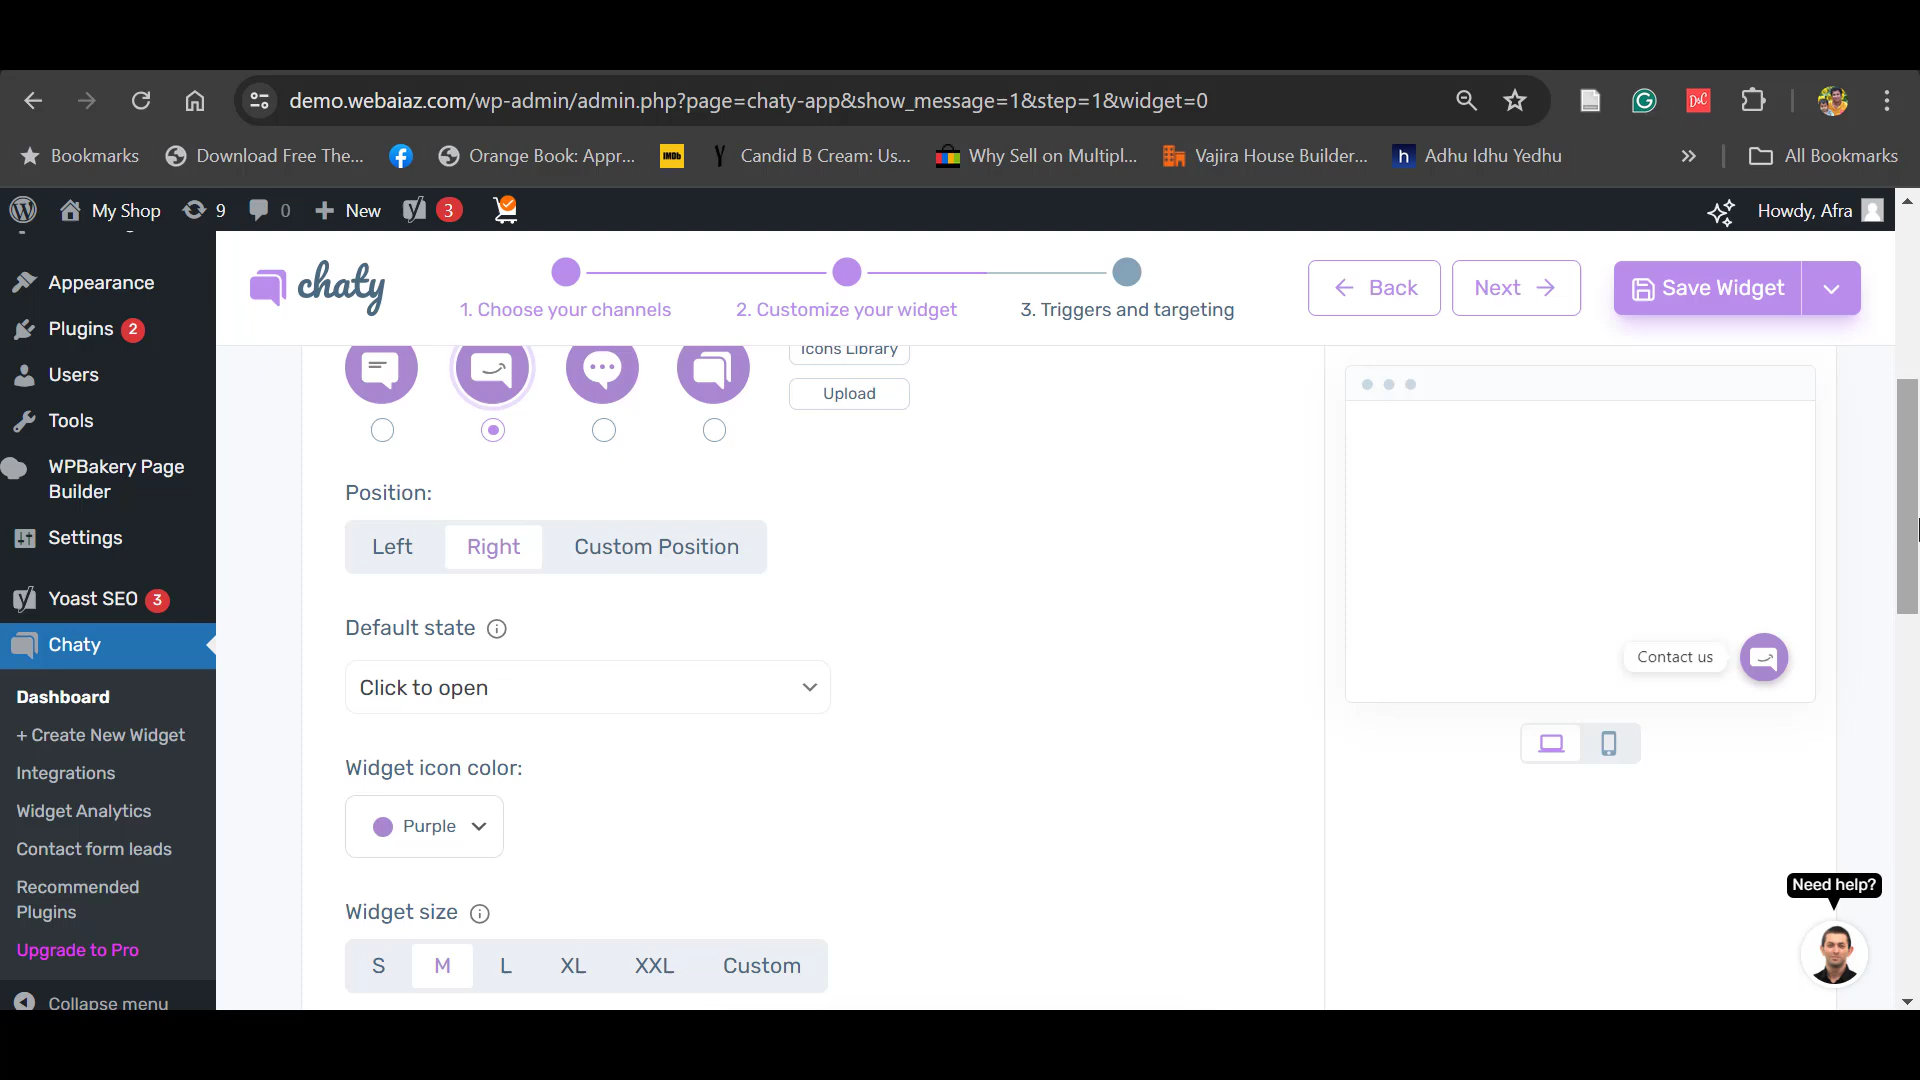 demo.webaiaz.com/wp-admin/admin.php?page=chaty-app&show_message=1&step=1&widget=0
Bookmarks
Download Free The...
Orange Book: Appr...
IMDb
Candid B Cream: Us...
Why Sell on Multipl...
Vajira House Builder...
h
Adhu Idhu Yedhu
All Bookmarks
My Shop
9
0
New
3
Howdy, Afra
Appearance
Plugins 2
Users
Tools
WPBakery Page
Builder
Settings
Yoast SEO 3
Chaty
Dashboard
+ Create New Widget
Integrations
Widget Analytics
Contact form leads
Recommended
Plugins
Upgrade to Pro
Collapse menu
chaty
1. Choose your channels
2. Customize your widget
3. Triggers and targeting
Back
Next
Save Widget
Icons Library
Upload
Position:
Left
Right
Custom Position
Default state
Click to open
Widget icon color:
Purple
Widget size
S
M
L
XL
XXL
Custom
Contact us
Need help?